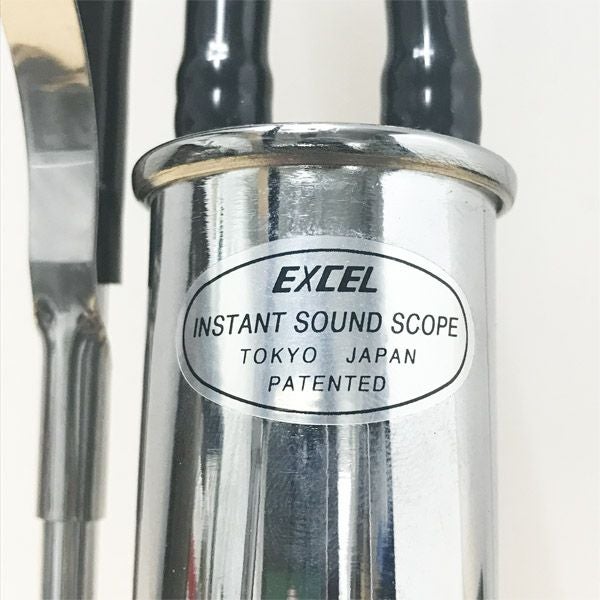 EXCEL
INSTANT SOUND SCOPE
TOKYO JAPAN
PATENTED